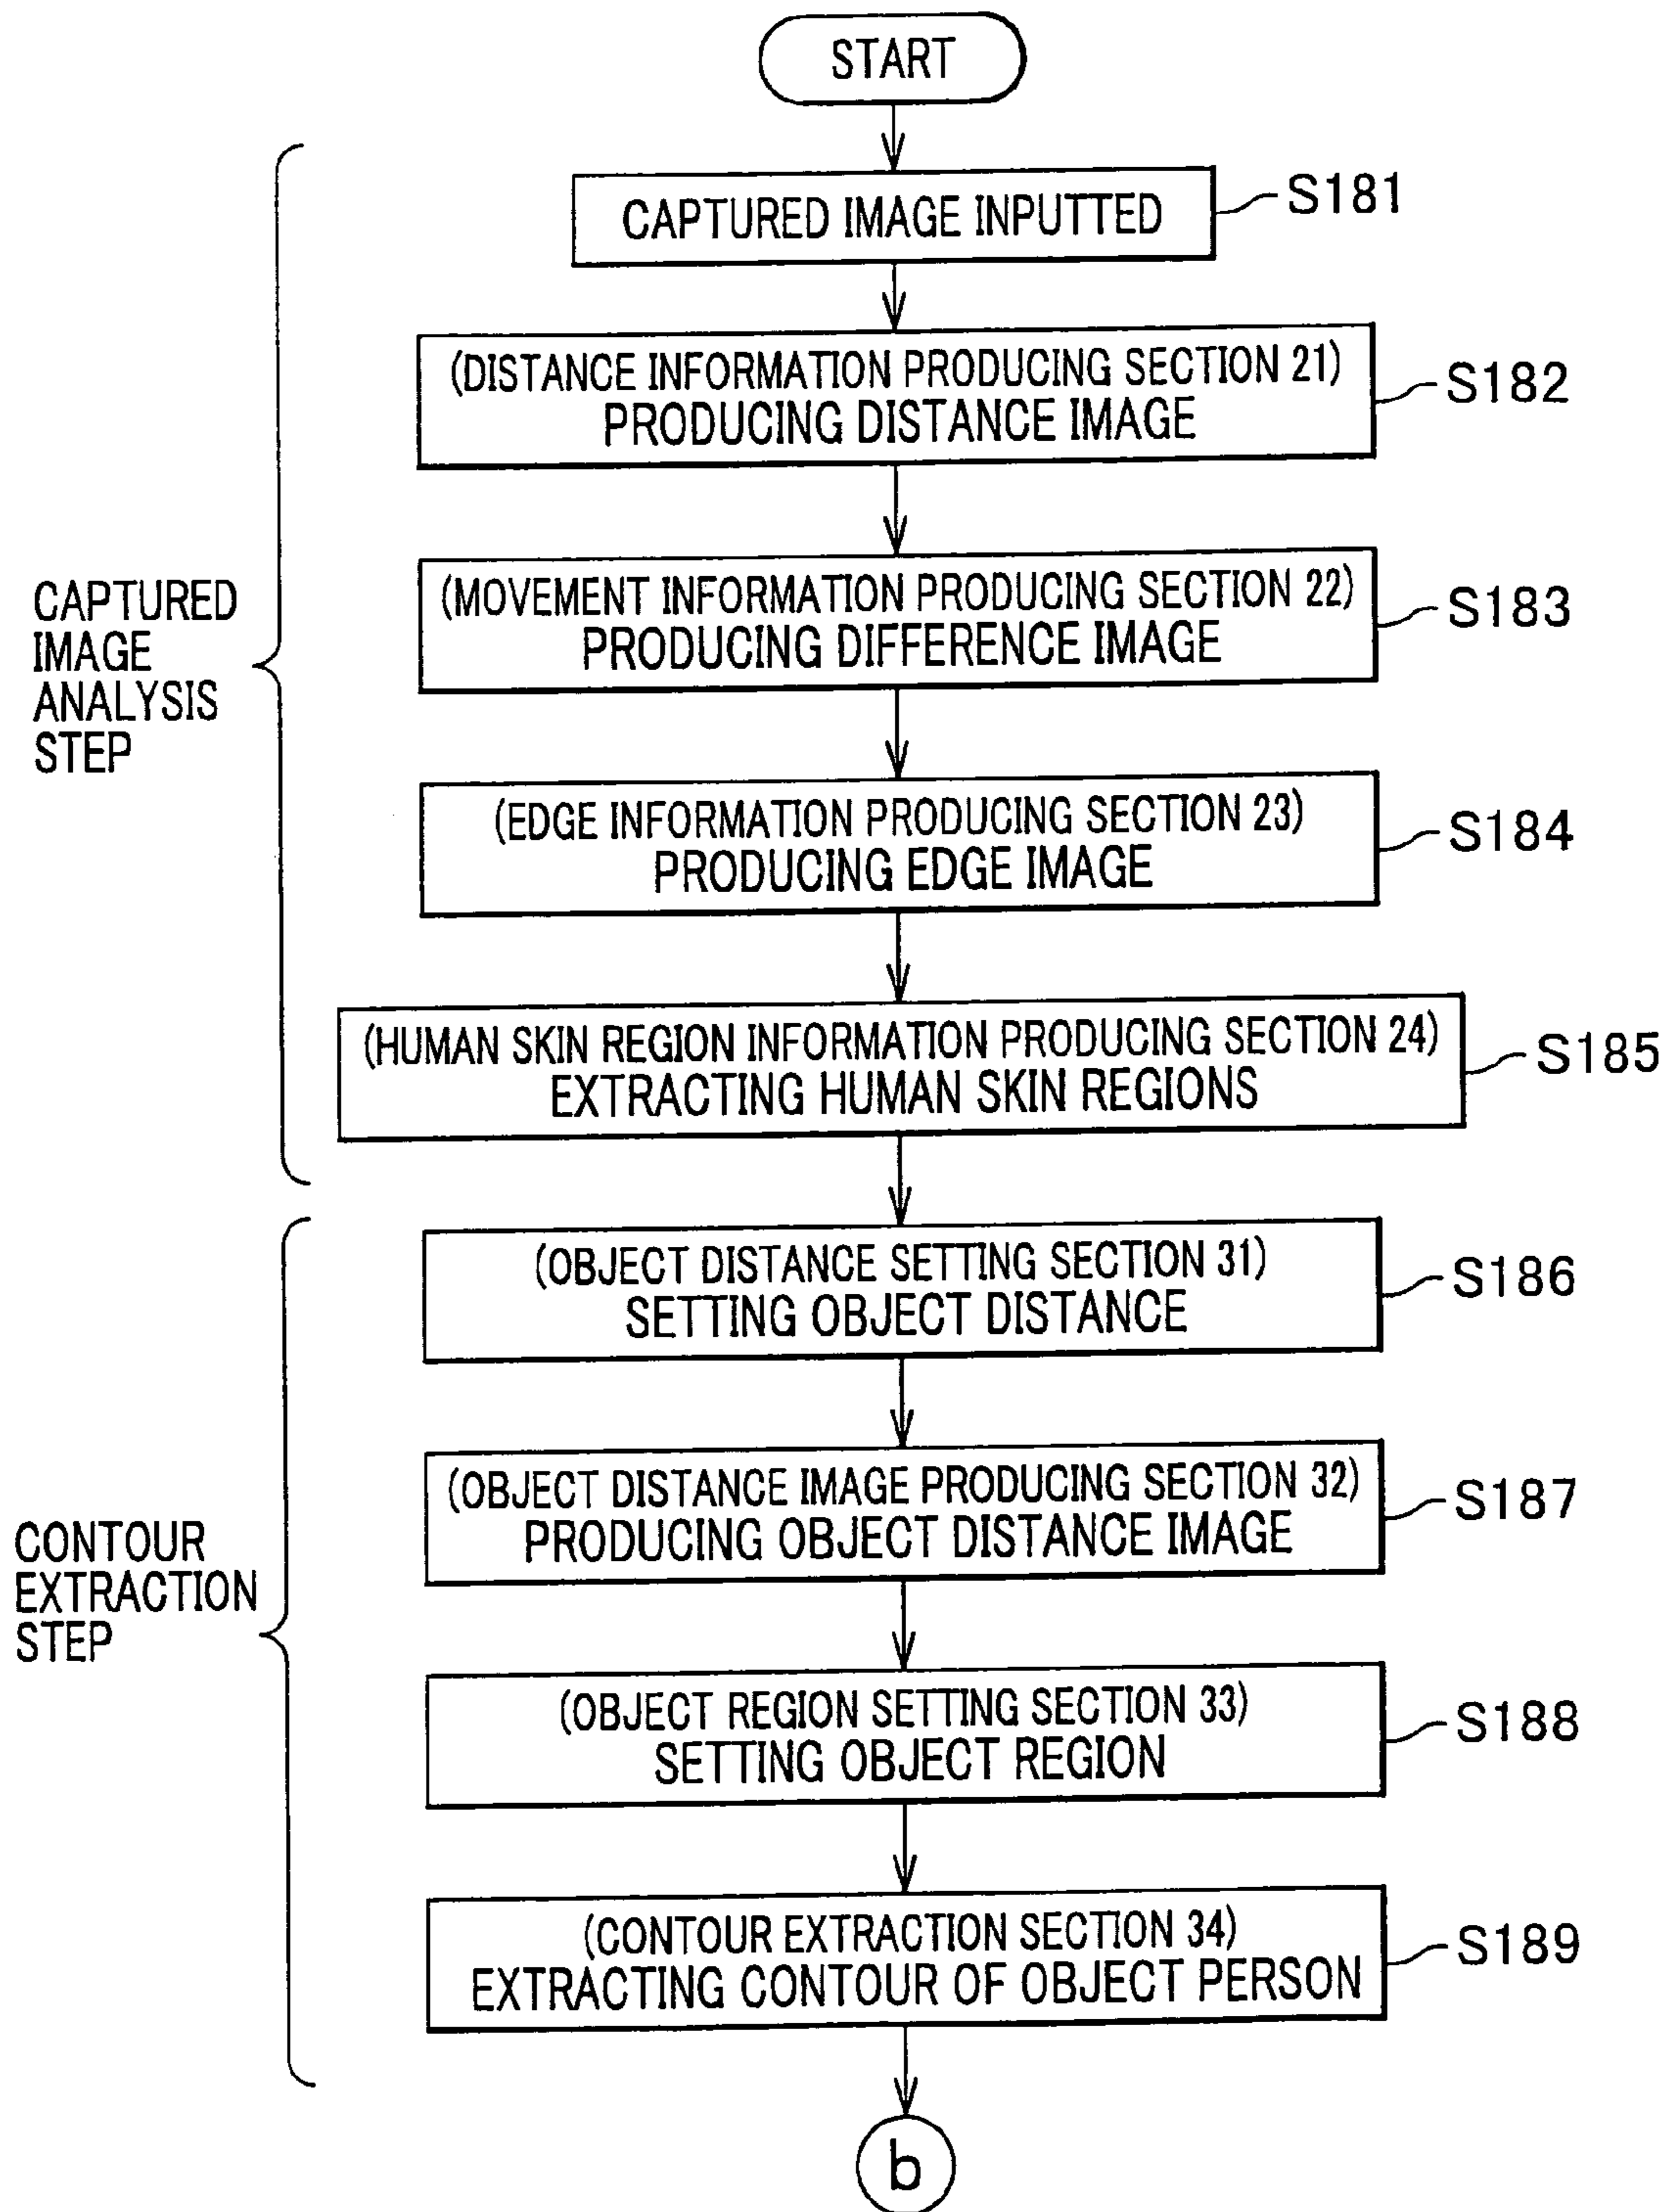 START
CAPTURED IMAGE INPUTTED
S181
(DISTANCE INFORMATION PRODUCING SECTION 21)
PRODUCING DISTANCE IMAGE
S182
(MOVEMENT INFORMATION PRODUCING SECTION 22)
PRODUCING DIFFERENCE IMAGE
S183
CAPTURED
IMAGE
ANALYSIS
STEP
(EDGE INFORMATION PRODUCING SECTION 23)
PRODUCING EDGE IMAGE
S184
(HUMAN SKIN REGION INFORMATION PRODUCING SECTION 24)
EXTRACTING HUMAN SKIN REGIONS
S185
(OBJECT DISTANCE SETTING SECTION 31)
SETTING OBJECT DISTANCE
S186
(OBJECT DISTANCE IMAGE PRODUCING SECTION 32)
PRODUCING OBJECT DISTANCE IMAGE
S187
CONTOUR
EXTRACTION
STEP
(OBJECT REGION SETTING SECTION 33)
SETTING OBJECT REGION
S188
(CONTOUR EXTRACTION SECTION 34)
EXTRACTING CONTOUR OF OBJECT PERSON
S189
b